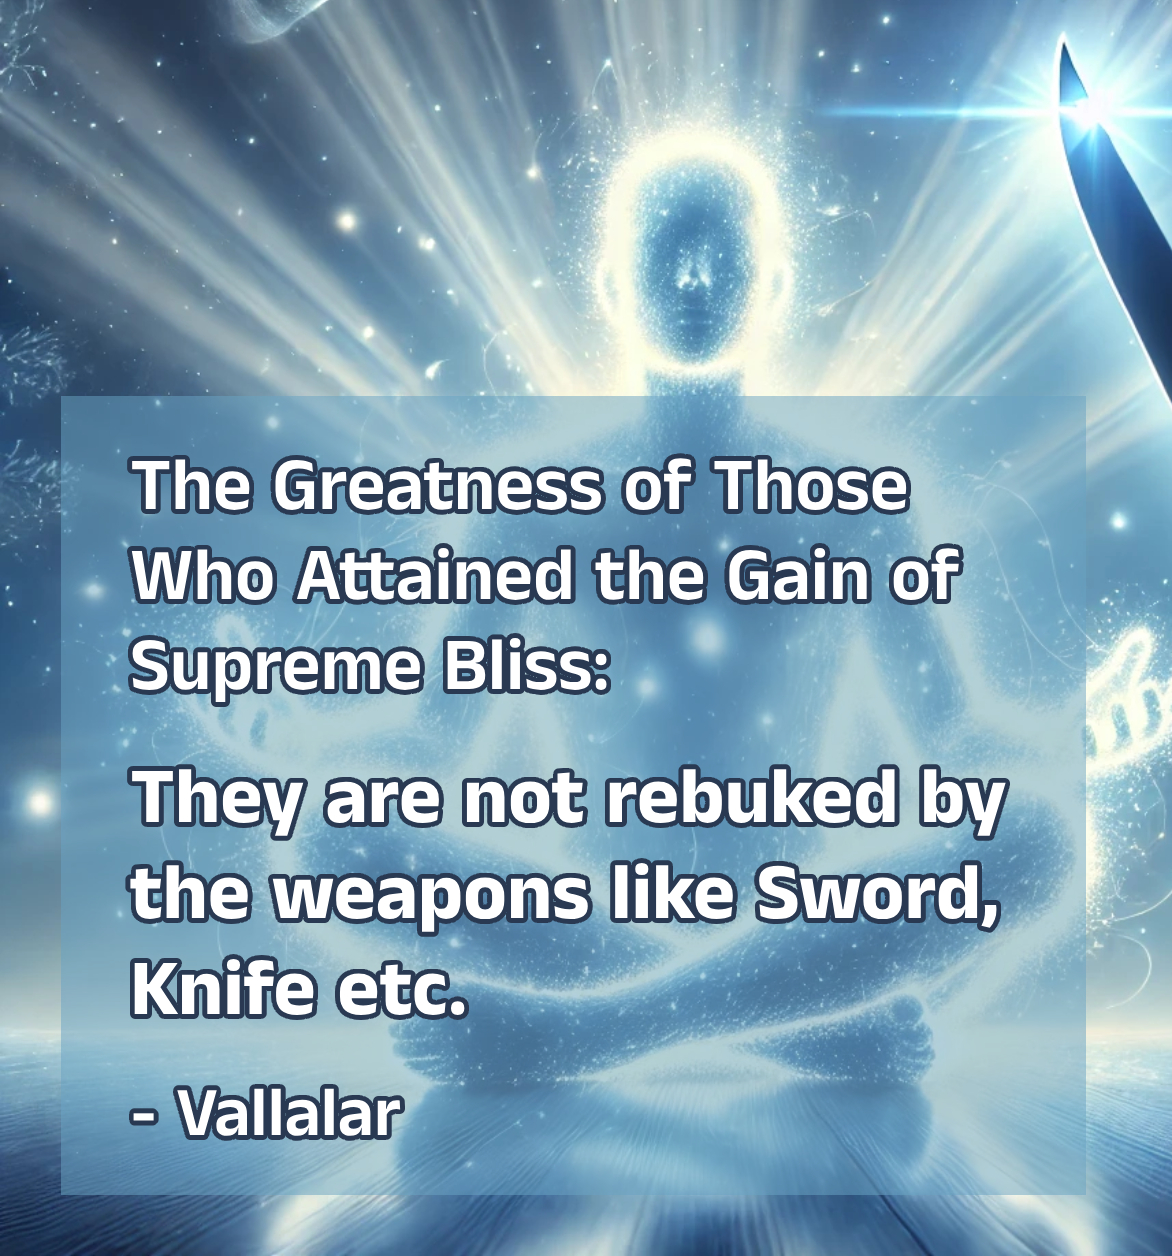 The Greatness of Those
Who Attained the Gain of
Supreme Bliss:
They are not rebuked by
the weapons like Sword,
Knife etc.
- Vallalar